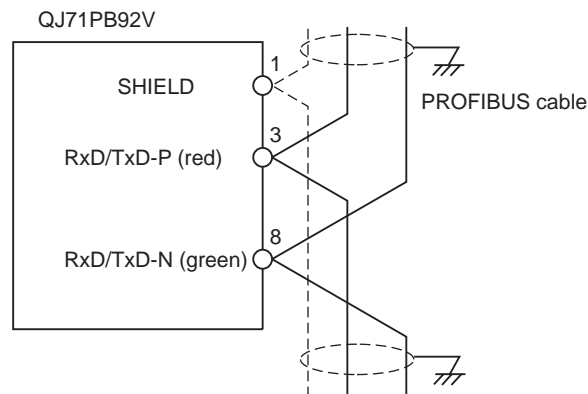 QJ71PB92V
1
SHIELD
PROFIBUS cable
3
RxD/TxD-P (red)
8
RxD/TxD-N (green)